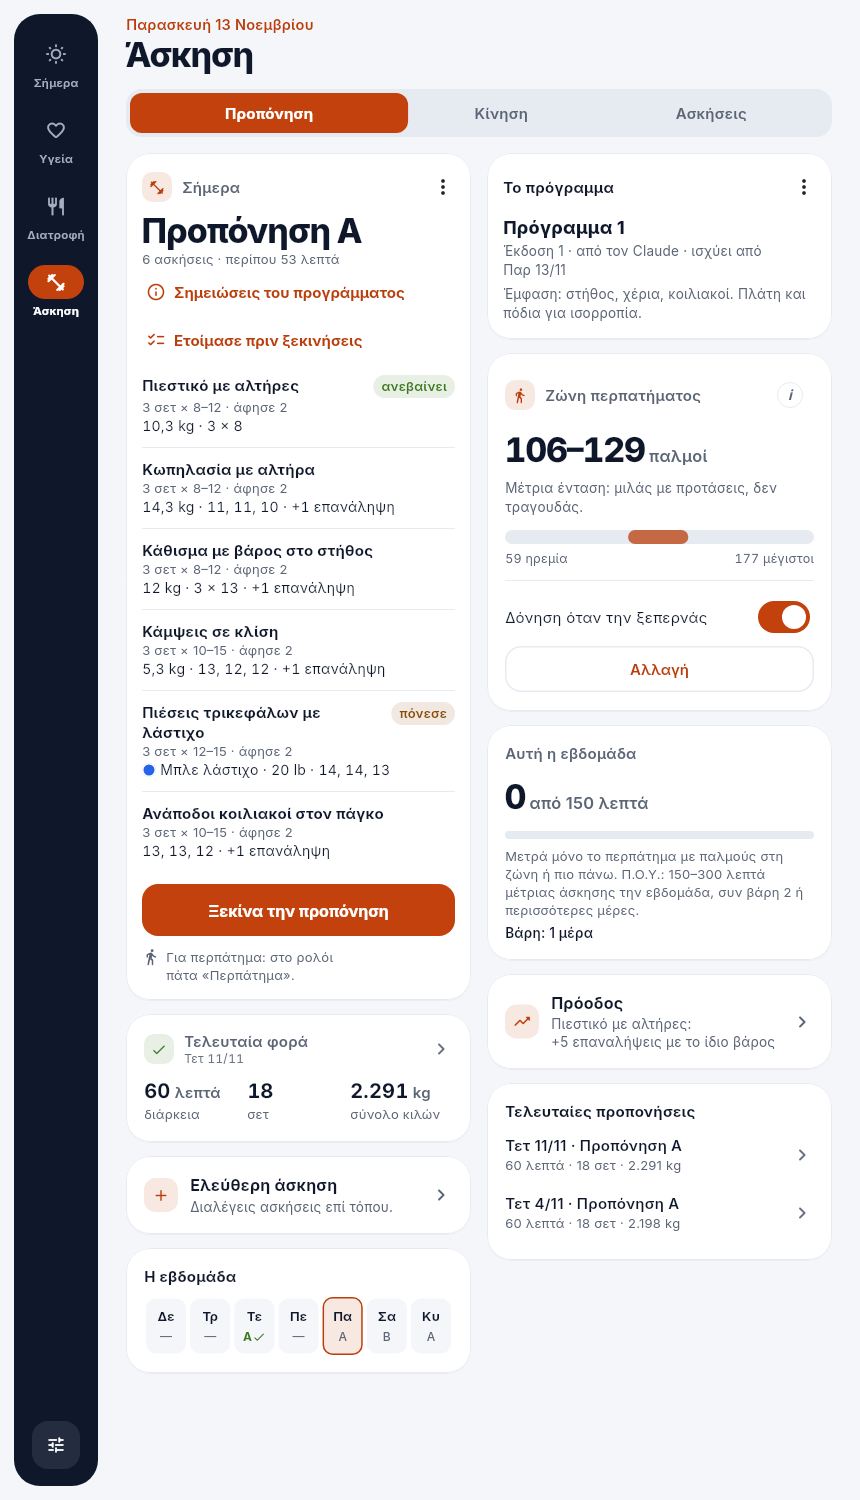 Παρασκευή 13 Νοεμβρίου
Άσκηση
Σήμερα
Υγεία
Διατροφή
Άσκηση
Προπόνηση
Κίνηση
Ασκήσεις
Σήμερα
Προπόνηση Α
6 ασκήσεις · περίπου 53 λεπτά
Σημειώσεις του προγράμματος
Ετοίμασε πριν ξεκινήσεις
Πιεστικό με αλτήρες
ανεβαίνει
3 σετ × 8–12 · άφησε 2
10,3 kg · 3 × 8
Κωπηλασία με αλτήρα
3 σετ × 8–12 · άφησε 2
14,3 kg · 11, 11, 10 · +1 επανάληψη
Κάθισμα με βάρος στο στήθος
3 σετ × 8–12 · άφησε 2
12 kg · 3 × 13 · +1 επανάληψη
Κάμψεις σε κλίση
3 σετ × 10–15 · άφησε 2
5,3 kg · 13, 12, 12 · +1 επανάληψη
Πιέσεις τρικεφάλων με
λάστιχο
πόνεσε
3 σετ × 12–15 · άφησε 2
Μπλε λάστιχο · 20 lb · 14, 14, 13
Ανάποδοι κοιλιακοί στον πάγκο
3 σετ × 10–15 · άφησε 2
13, 13, 12 · +1 επανάληψη
Ξεκίνα την προπόνηση
Για περπάτημα: στο ρολόι
πάτα «Περπάτημα».
Τελευταία φορά
Τετ 11/11
60 λεπτά
διάρκεια
18
σετ
2.291 kg
σύνολο κιλών
Ελεύθερη άσκηση
Διαλέγεις ασκήσεις επί τόπου.
Η εβδομάδα
Δε Τρ Τε Πε Πα Σα Κυ
— — Α — Α Β Α
Το πρόγραμμα
Πρόγραμμα 1
Έκδοση 1 · από τον Claude · ισχύει από
Παρ 13/11
Έμφαση: στήθος, χέρια, κοιλιακοί. Πλάτη και
πόδια για ισορροπία.
Ζώνη περπατήματος
i
106–129 παλμοί
Μέτρια ένταση: μιλάς με προτάσεις, δεν
τραγουδάς.
59 ηρεμία
177 μέγιστοι
Δόνηση όταν την ξεπερνάς
Αλλαγή
Αυτή η εβδομάδα
0 από 150 λεπτά
Μετρά μόνο το περπάτημα με παλμούς στη
ζώνη ή πιο πάνω. Π.Ο.Υ.: 150–300 λεπτά
μέτριας άσκησης την εβδομάδα, συν βάρη 2 ή
περισσότερες μέρες.
Βάρη: 1 μέρα
Πρόοδος
Πιεστικό με αλτήρες:
+5 επαναλήψεις με το ίδιο βάρος
Τελευταίες προπονήσεις
Τετ 11/11 · Προπόνηση Α
60 λεπτά · 18 σετ · 2.291 kg
Τετ 4/11 · Προπόνηση Α
60 λεπτά · 18 σετ · 2.198 kg